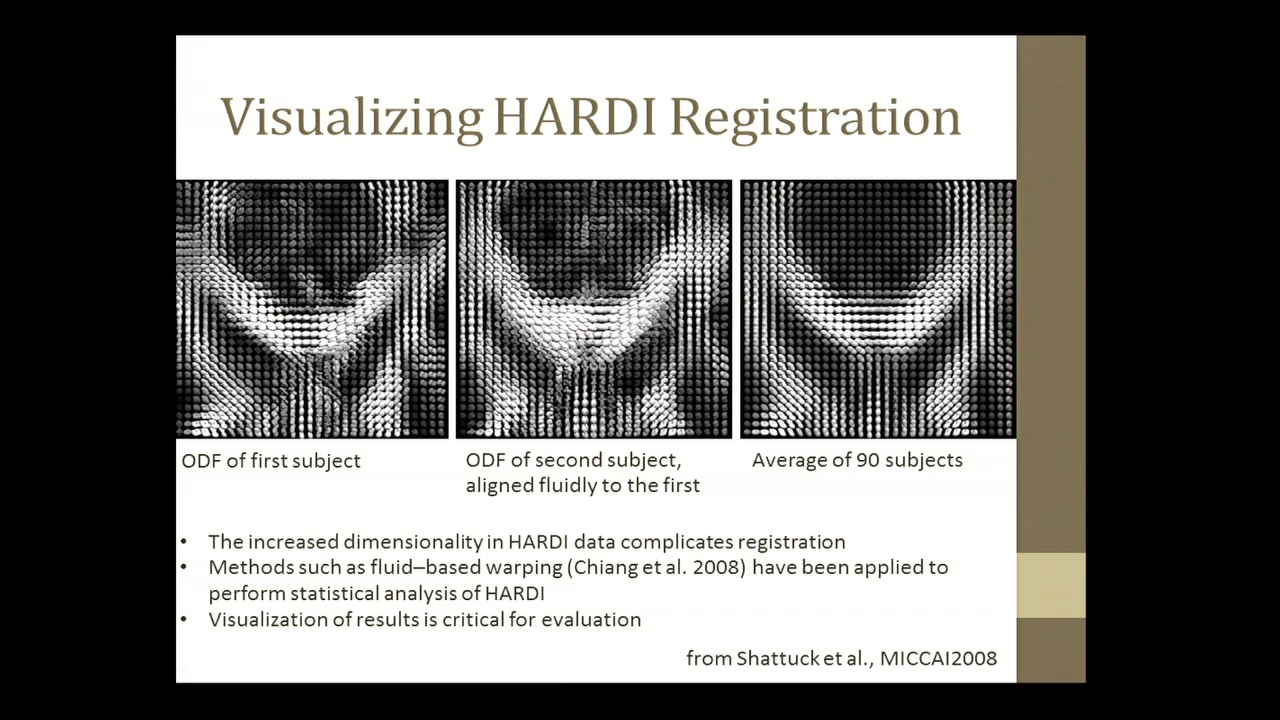 Visualizing HARDI Registration
ODF of first subject
ODF of second subject,
aligned fluidly to the first
Average of 90 subjects
• The increased dimensionality in HARDI data complicates registration
• Methods such as fluid–based warping (Chiang et al. 2008) have been applied to
perform statistical analysis of HARDI
• Visualization of results is critical for evaluation
from Shattuck et al., MICCAI2008